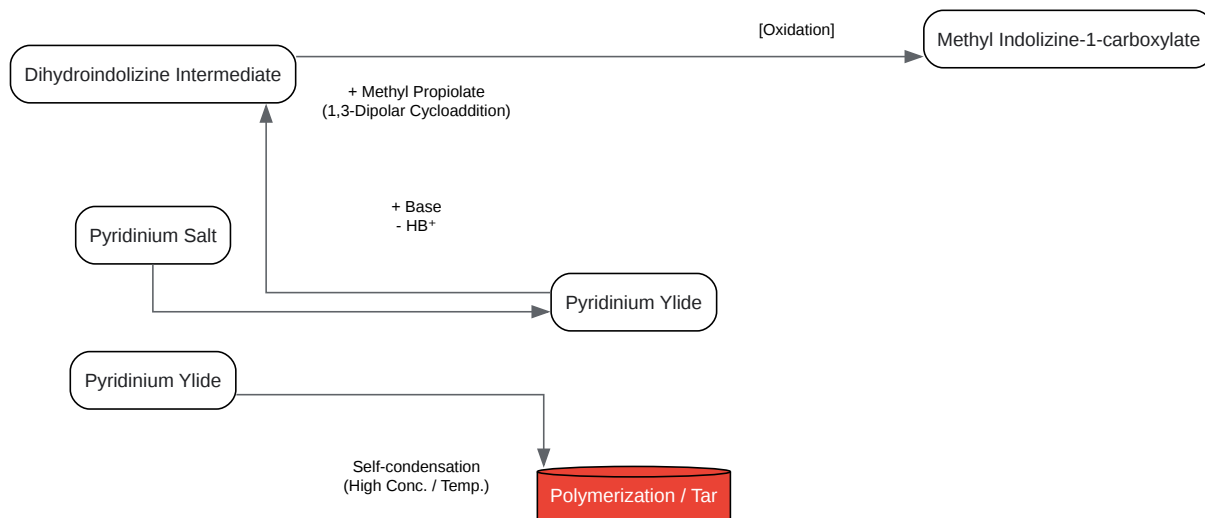 [Oxidation]
Methyl Indolizine-1-carboxylate
Dihydroindolizine Intermediate
+ Methyl Propiolate
(1,3-Dipolar Cycloaddition)
+ Base
- HB⁺
Pyridinium Salt
Pyridinium Ylide
Pyridinium Ylide
Self-condensation
(High Conc. / Temp.)
Polymerization / Tar